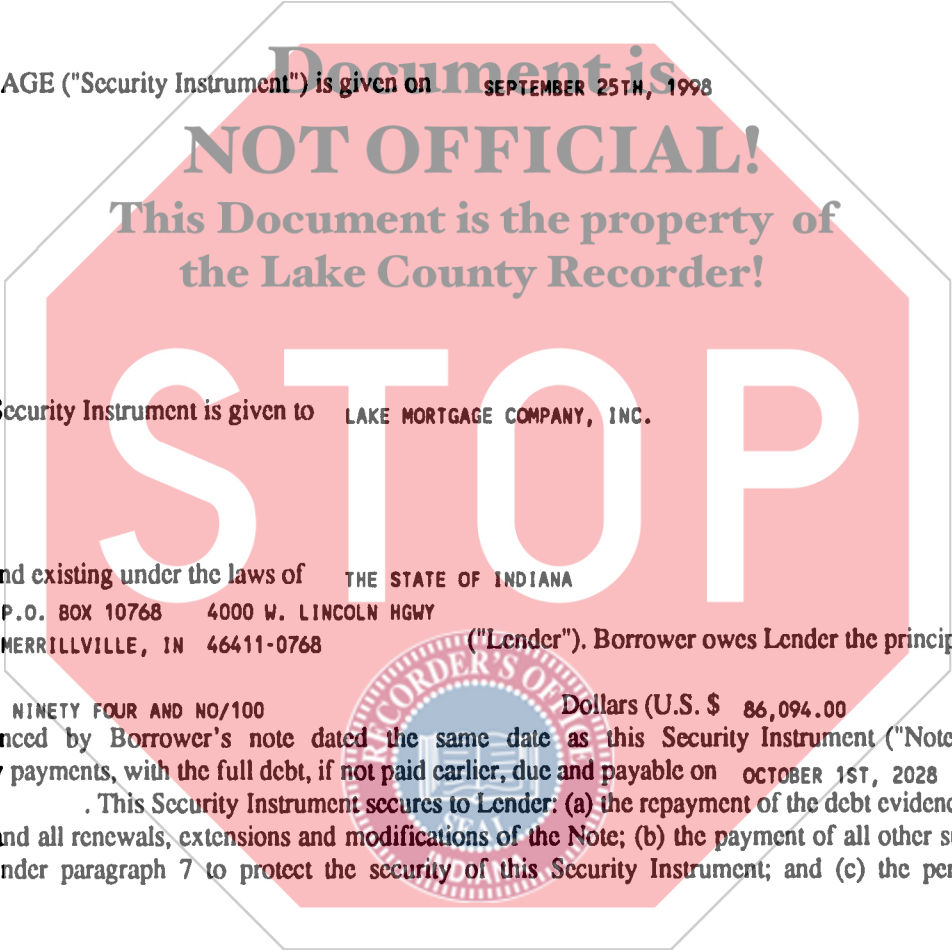 Document is
AGE ("Security Instrument") is given on SEPTEMBER 25TH, 1998
NOT OFFICIAL!
This Document is the property of
the Lake County Recorder!
STOP
Security Instrument is given to LAKE MORTGAGE COMPANY, INC.
nd existing under the laws of THE STATE OF INDIANA
P.O. BOX 10768 4000 W. LINCOLN HGWY
MERRILLVILLE, IN 46411-0768 ("Lender"). Borrower owes Lender the princip
NINETY FOUR AND NO/100 Dollars (U.S. $ 86,094.00
nced by Borrower's note dated the same date as this Security Instrument ("Note
payments, with the full debt, if not paid earlier, due and payable on OCTOBER 1ST, 2028
. This Security Instrument secures to Lender: (a) the repayment of the debt evidenc
nd all renewals, extensions and modifications of the Note; (b) the payment of all other s
nder paragraph 7 to protect the security of this Security Instrument; and (c) the per
RECORDER'S OFFICE
SEAL
INDIANA